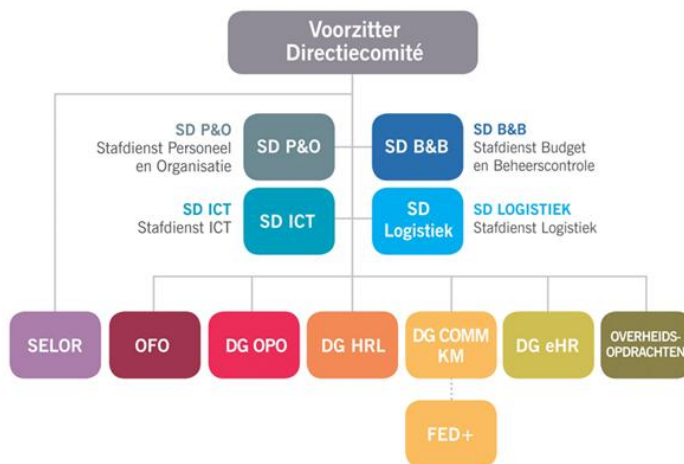 Voorzitter
Directiecomité
SD P&O
Stafdienst Personeel
en Organisatie
SD P&O
SD B&B
SD B&B
Stafdienst Budget
en Beheerscontrole
SD ICT
Stafdienst ICT
SD ICT
SD
Logistiek
SD LOGISTIEK
Stafdienst Logistiek
SELOR
OFO
DG OPO
DG HRL
DG COMM
KM
DG eHR
OVERHEIDS-
OPDRACHTEN
FED+